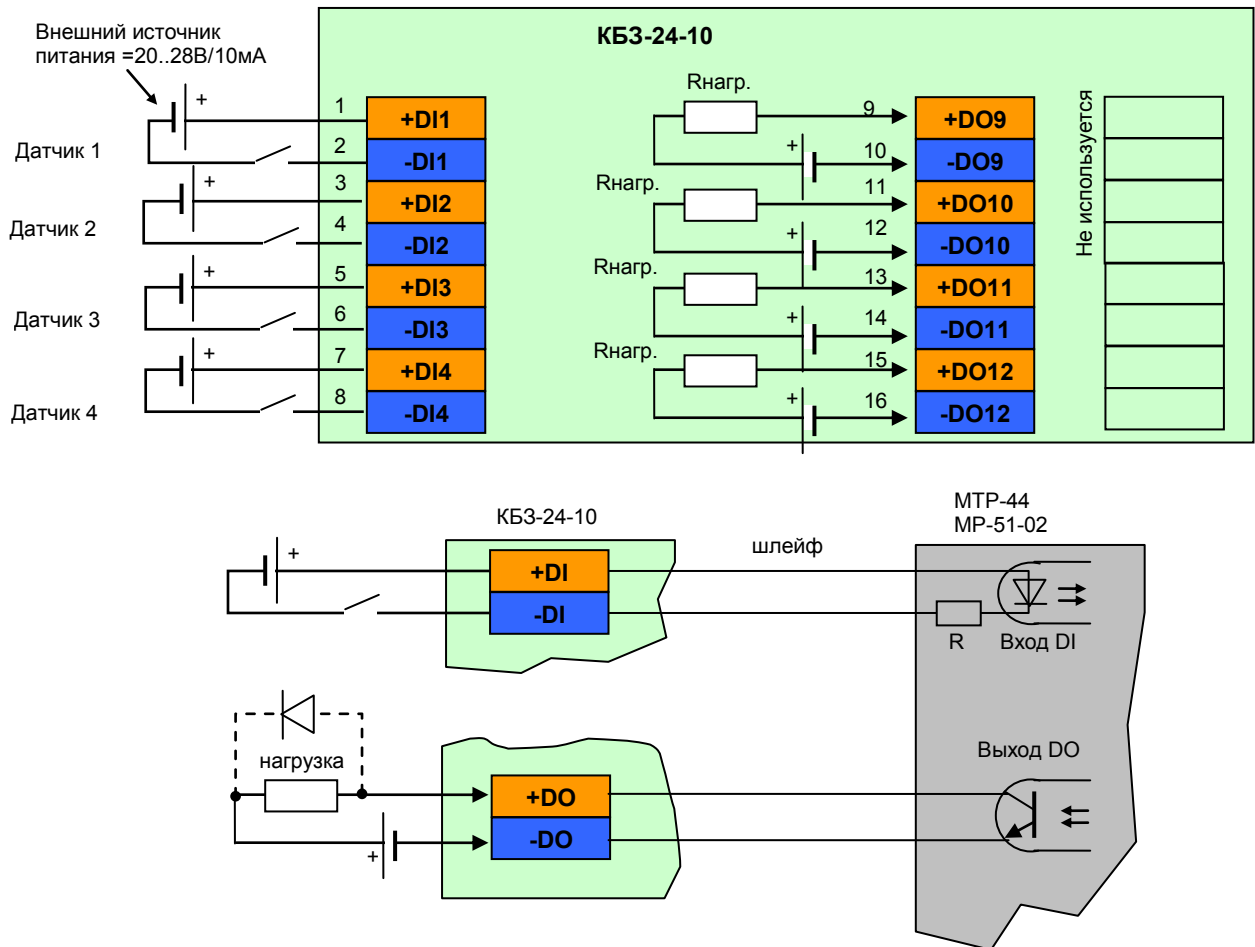 Внешний источник
питания =20..28В/10мА
КБЗ-24-10
Rнагр.
+
1
+DI1
9
+DO9
Датчик 1
2
-DI1
+
10
-DO9
+
3
+DI2
Rнагр.
11
+DO10
Датчик 2
4
-DI2
+
12
-DO10
+
5
+DI3
Rнагр.
13
+DO11
Датчик 3
6
-DI3
+
14
-DO11
+
7
+DI4
Rнагр.
15
+DO12
Датчик 4
8
-DI4
+
16
-DO12
Не используется
КБЗ-24-10
МТР-44
МР-51-02
шлейф
+
+DI
-DI
R
Вход DI
Выход DO
нагрузка
+DO
-DO
+